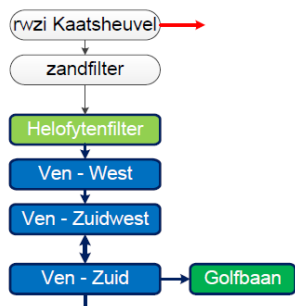 rwzi Kaatsheuvel
zandfilter
Helofytenfilter
Ven - West
Ven - Zuidwest
Ven - Zuid
Golfbaan